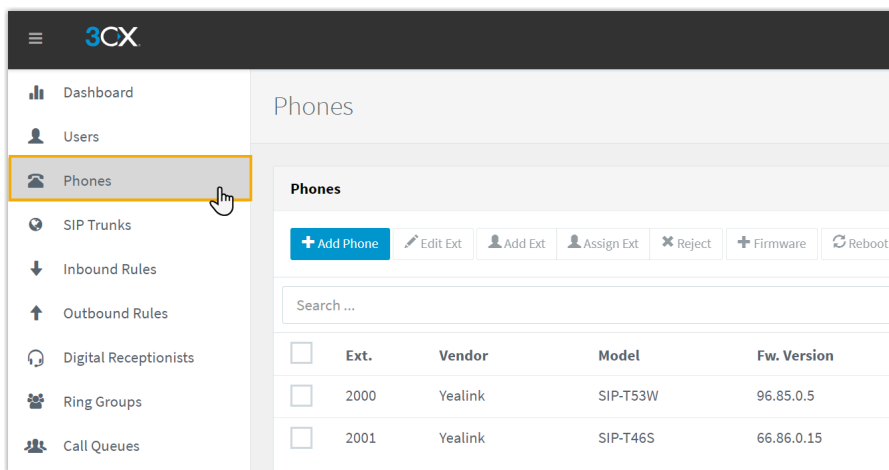 3CX
Dashboard
Users
Phones
SIP Trunks
Inbound Rules
Outbound Rules
Digital Receptionists
Ring Groups
Call Queues
Phones
Phones
Add Phone Edit Ext Add Ext Assign Ext Reject Firmware Reboot
Search ...
Ext. Vendor Model Fw. Version
2000 Yealink SIP-T53W 96.85.0.5
2001 Yealink SIP-T46S 66.86.0.15